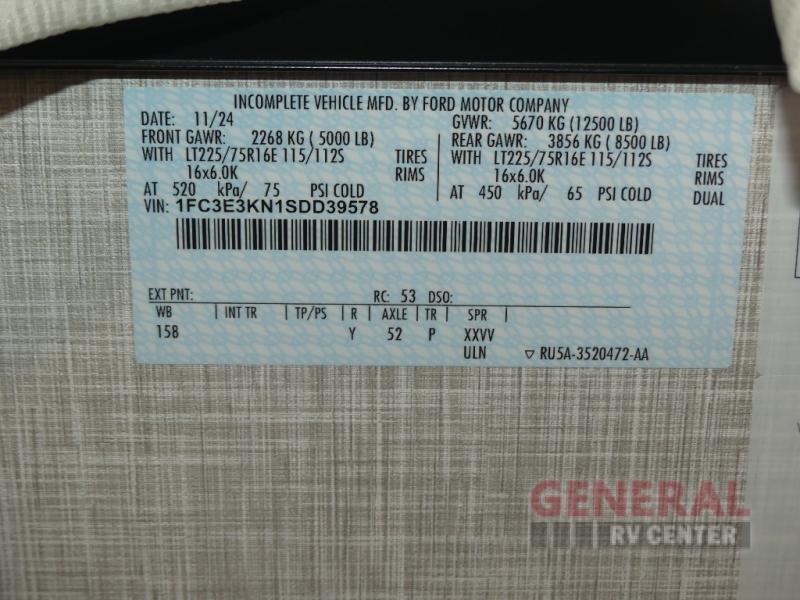 INCOMPLETE VEHICLE MFD. BY FORD MOTOR COMPANY
DATE: 11/24 GVWR: 5670 KG (12500 LB)
FRONT GAWR: 2268 KG ( 5000 LB) REAR GAWR: 3856 KG ( 8500 LB)
WITH LT225/75R16E 115/112S TIRES WITH LT225/75R16E 115/112S TIRES
16x6.0K RIMS 16x6.0K RIMS
AT 520 kPa/ 75 PSI COLD AT 450 kPa/ 65 PSI COLD DUAL
VIN: 1FC3E3KN1SDD39578
EXT PNT: RC: 53 DSO:
WB | INT TR | TP/PS | R | AXLE | TR | SPR |
158 Y 52 P XXVV
ULN ▽ RU5A-3520472-AA
GENERAL
RV CENTER